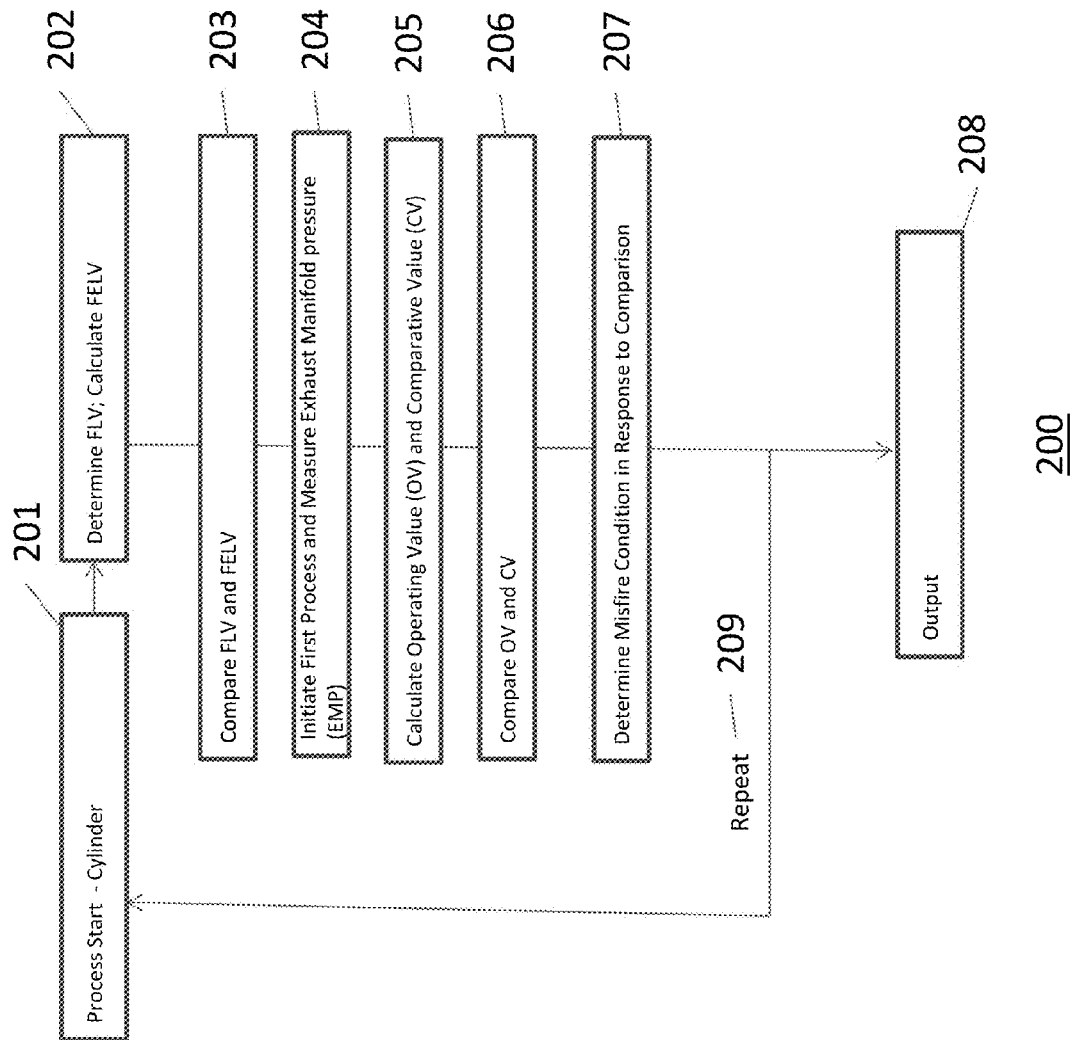 201
Process Start - Cylinder
202
Determine FLV; Calculate FELV
203
Compare FLV and FELV
204
Initiate First Process and Measure Exhaust Manifold pressure
(EMP)
205
Calculate Operating Value (OV) and Comparative Value (CV)
206
Compare OV and CV
207
Determine Misfire Condition in Response to Comparison
Repeat
209
208
Output
200